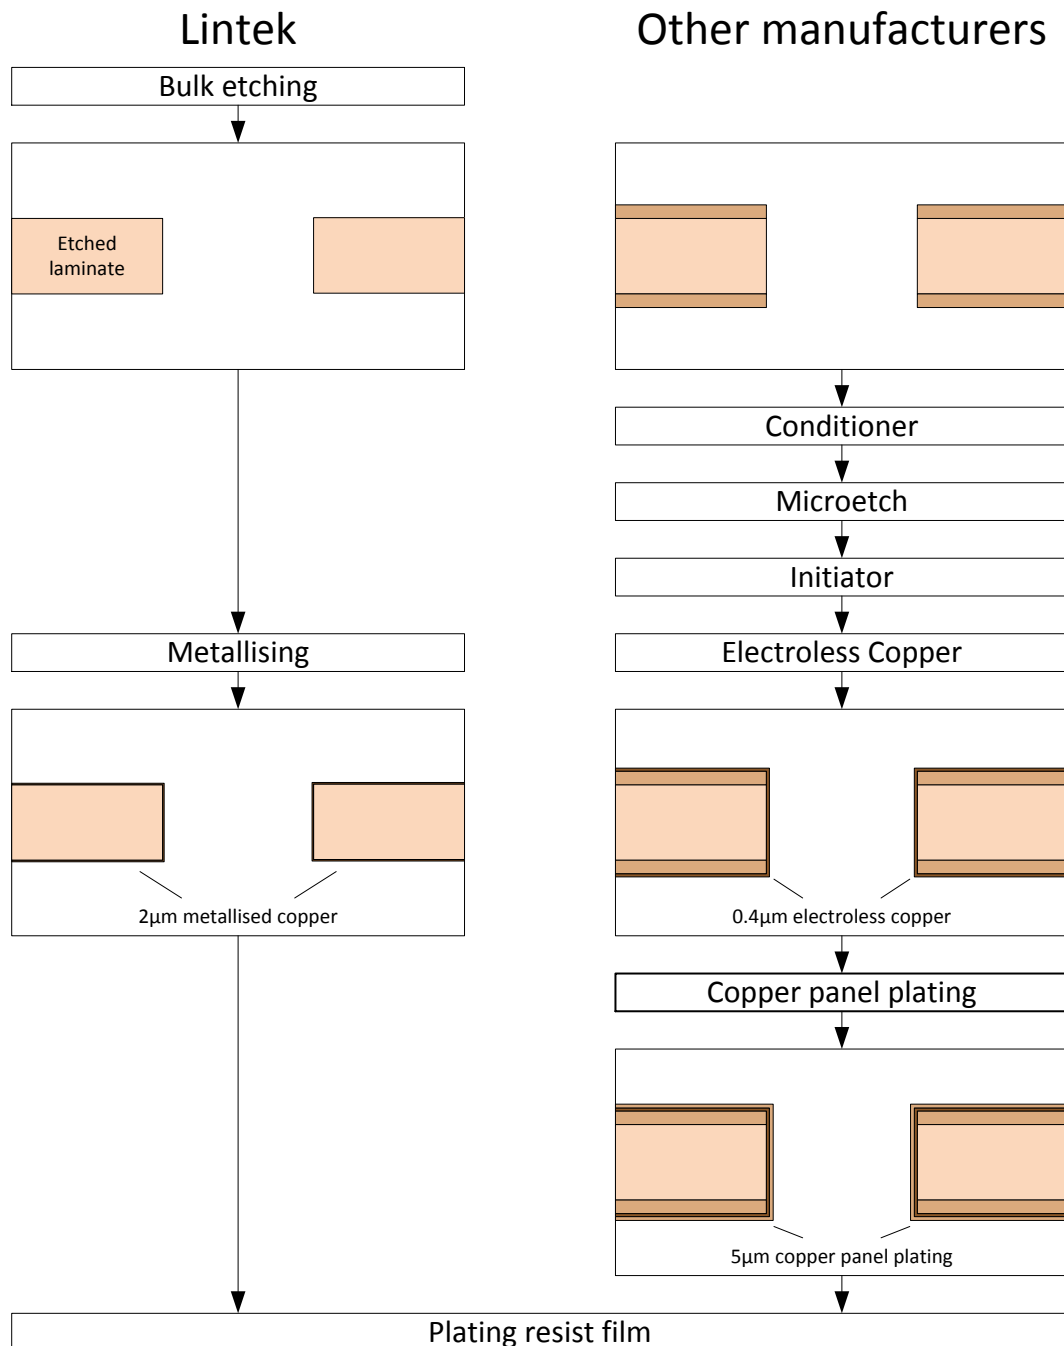 Lintek
Other manufacturers
Bulk etching
Etched
laminate
Conditioner
Microetch
Initiator
Metallising
Electroless Copper
2µm metallised copper
0.4µm electroless copper
Copper panel plating
5µm copper panel plating
Plating resist film